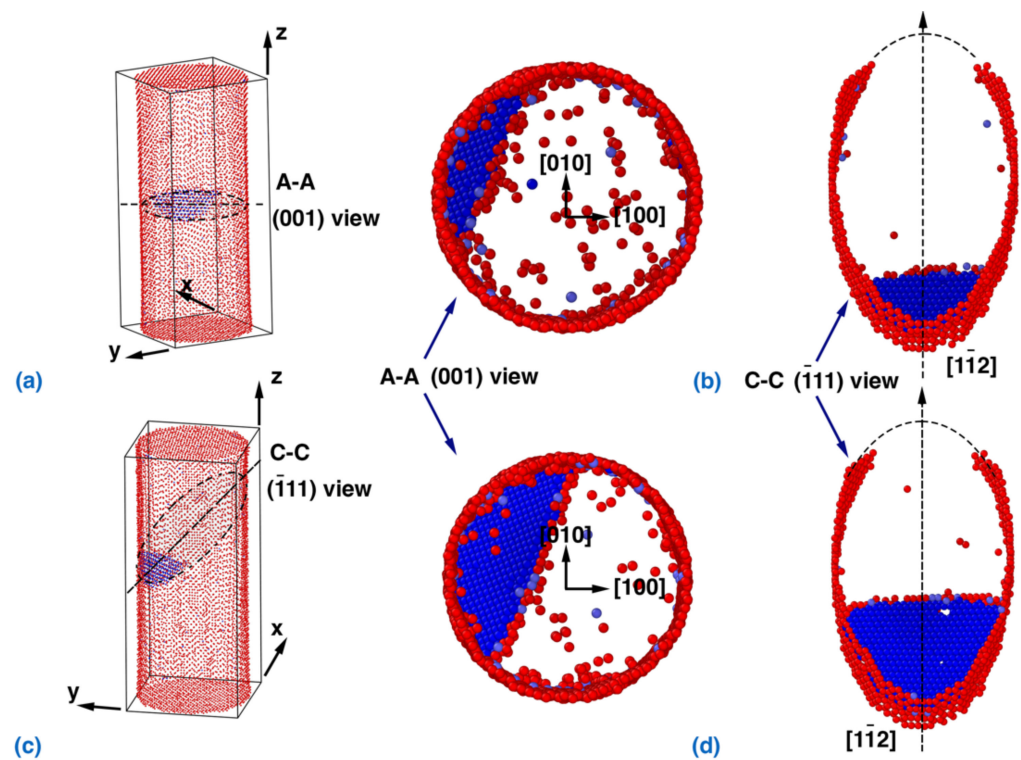 z
A-A
(001) view
x
y
(a)
[010]
[100]
A-A (001) view
(b)
[11̄2]
C-C (1̄11) view
z
C-C
(1̄11) view
x
y
(c)
[010]
[100]
[11̄2]
(d)